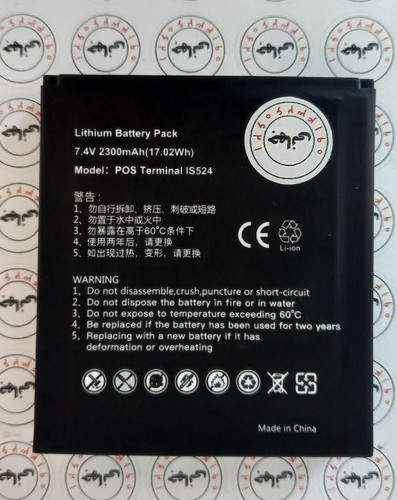 Lithium Battery Pack
7.4V 2300mAh(17.02Wh)
Model: POS Terminal IS524
警告：
1、勿自行拆卸、挤压、刺破或短路
2、勿置于水中或火中
3、勿暴露在高于60°C条件下
4、使用两年后，请更换
5、如出现过热，变形，请更换
CE
Li-ion
WARNING
1、Do not disassemble,crush,puncture or short-circuit
2、Do not dispose the battery in fire or in water
3、Do not expose to temperature exceeding 60°C
4、Be replaced if the battery has been used for two years
5、Replacing with a new battery if it has
deformation or overheating
Made in China